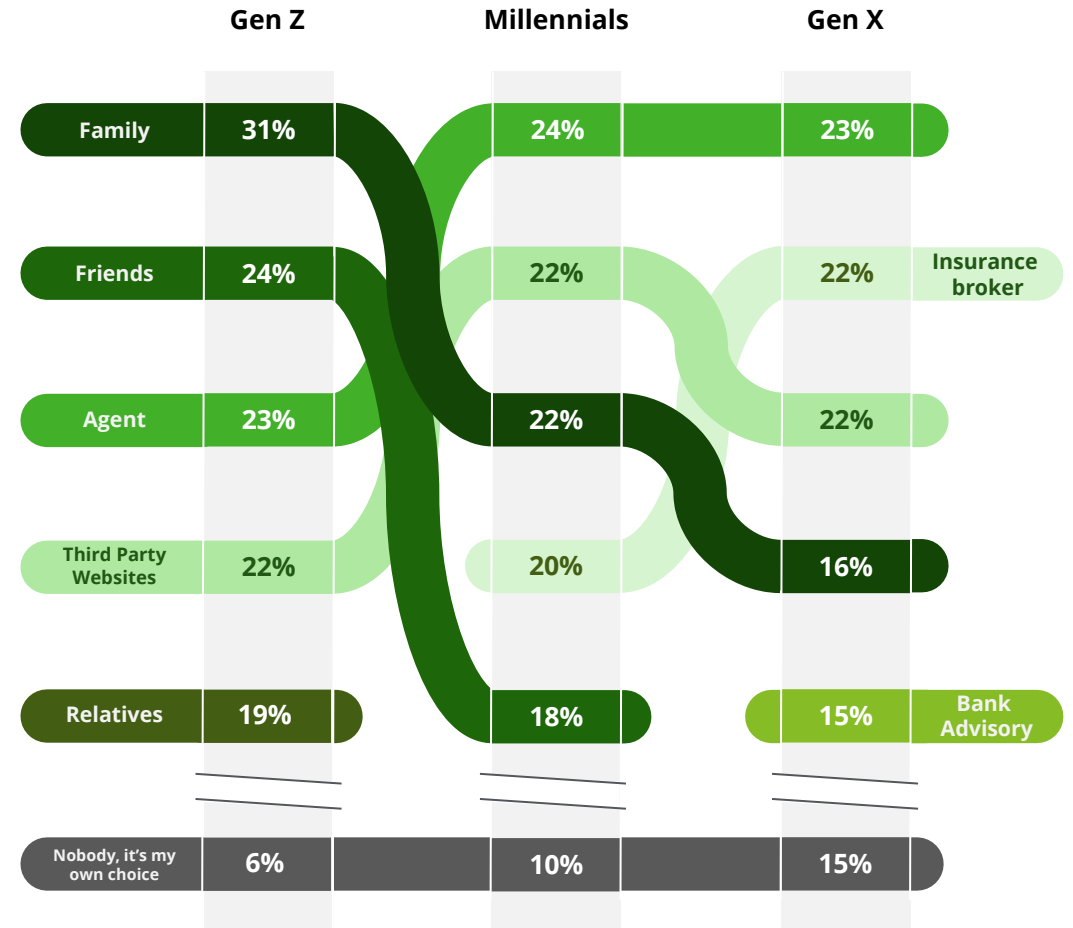 Gen Z Millennials Gen X
Family 31% 24% 23%
Friends 24% 22% 22% Insurance
broker
Agent 23% 22% 22%
Third Party
Websites 22% 20% 16%
Relatives 19% 18% 15% Bank
Advisory
Nobody, it’s my
own choice 6% 10% 15%